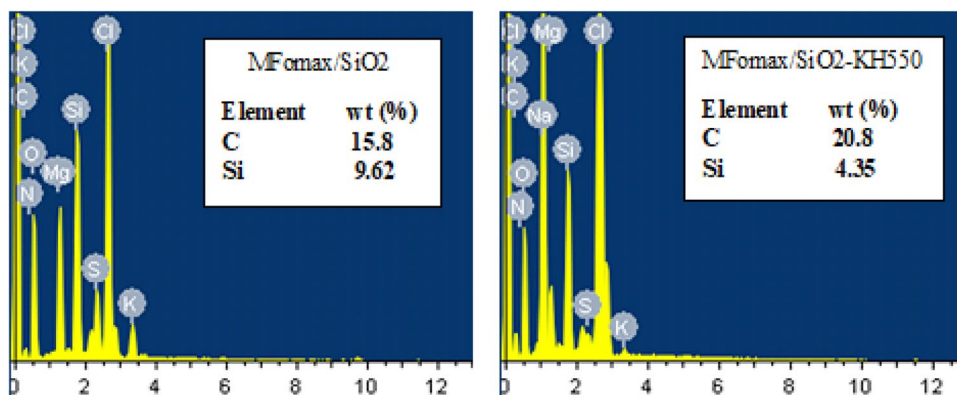 Cl
Cl
K
C
Si
O
Mg
N
S
K
MFomax/SiO2
Element wt (%)
C 15.8
Si 9.62
0 2 4 6 8 10 12
Cl
Mg
Cl
K
C
Na
Si
O
N
S
K
MFomax/SiO2-KH550
Element wt (%)
C 20.8
Si 4.35
0 2 4 6 8 10 12